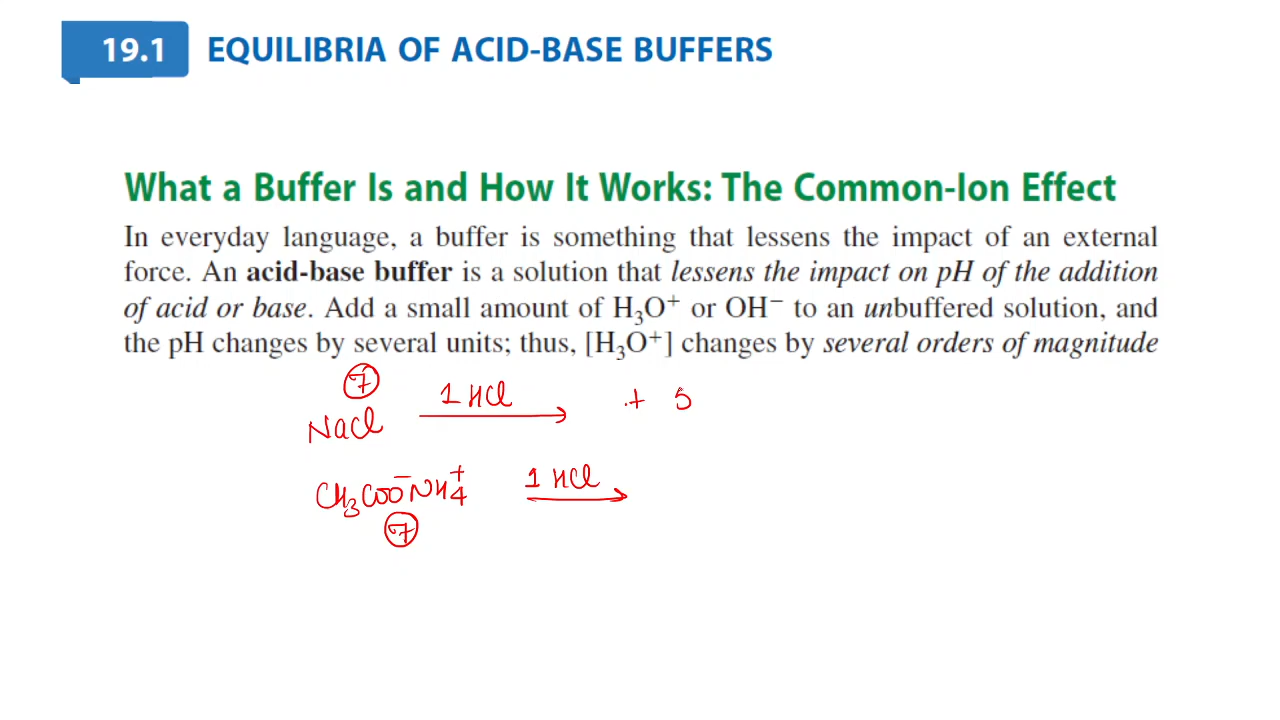 19.1 EQUILIBRIA OF ACID-BASE BUFFERS
What a Buffer Is and How It Works: The Common-Ion Effect
In everyday language, a buffer is something that lessens the impact of an external
force. An acid-base buffer is a solution that lessens the impact on pH of the addition
of acid or base. Add a small amount of H₃O⁺ or OH⁻ to an unbuffered solution, and
the pH changes by several units; thus, [H₃O⁺] changes by several orders of magnitude
7
NaCl 1 HCl + 5
CH₃COO⁻NH₄⁺ 1 HCl
7